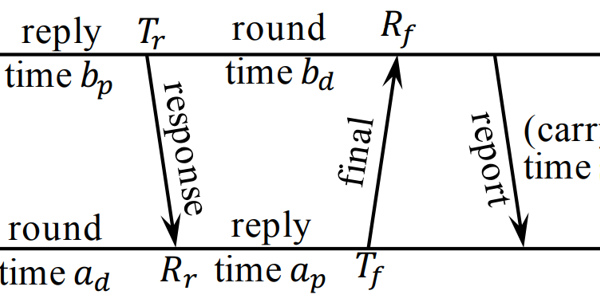 reply T_r round R_f
time b_p time b_d
response
final
report
(carr
time
round reply
time a_d R_r time a_p T_f